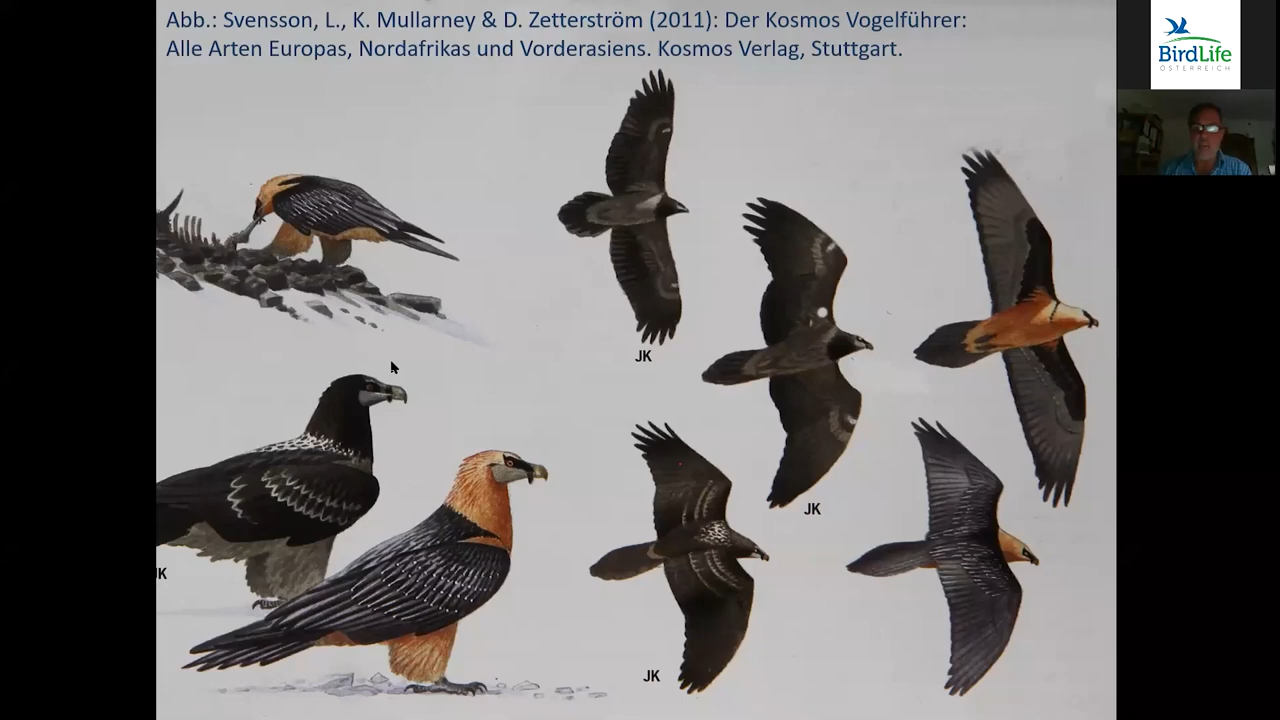 Abb.: Svensson, L., K. Mullarney & D. Zetterström (2011): Der Kosmos Vogelführer:
Alle Arten Europas, Nordafrikas und Vorderasiens. Kosmos Verlag, Stuttgart.
BirdLife
ÖSTERREICH
JK
JK
JK
JK